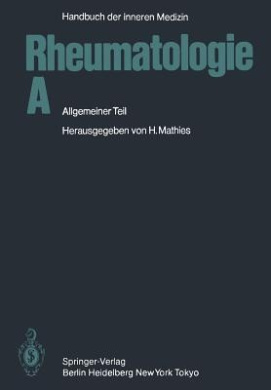 Handbuch der inneren Medizin
Rheumatologie
A
Allgemeiner Teil
Herausgegeben von H. Mathies
Springer-Verlag
Berlin Heidelberg New York Tokyo